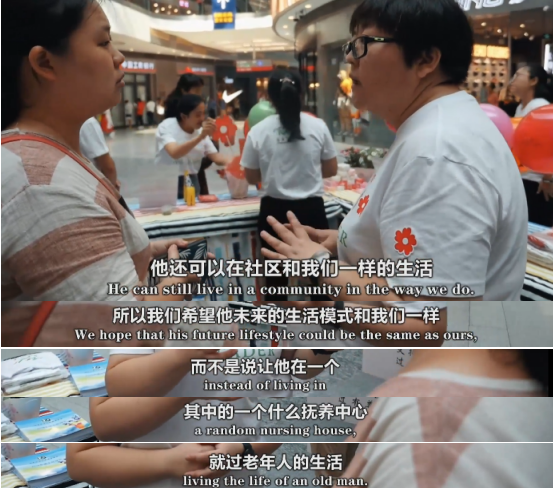 他还可以在社区和我们一样的生活
He can still live in a community in the way we do.
所以我们希望他未来的生活模式和我们一样
We hope that his future lifestyle could be the same as ours,
而不是说让他在一个
instead of living in
其中的一个什么抚养中心
a random nursing house,
就过老年人的生活
living the life of an old man.